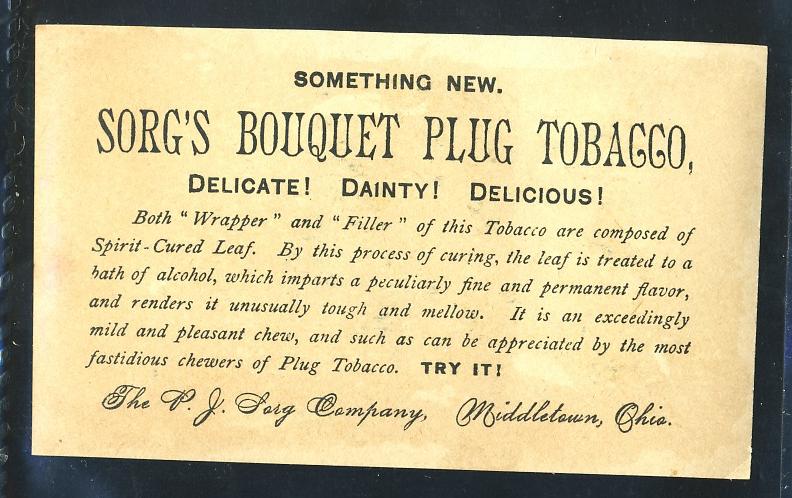 SOMETHING NEW.
SORG'S BOUQUET PLUG TOBACCO,
DELICATE! DAINTY! DELICIOUS!
Both "Wrapper" and "Filler" of this Tobacco are composed of
Spirit-Cured Leaf. By this process of curing, the leaf is treated to a
bath of alcohol, which imparts a peculiarly fine and permanent flavor,
and renders it unusually tough and mellow. It is an exceedingly
mild and pleasant chew, and such as can be appreciated by the most
fastidious chewers of Plug Tobacco. TRY IT!
The P. J. Sorg Company, Middletown, Ohio.